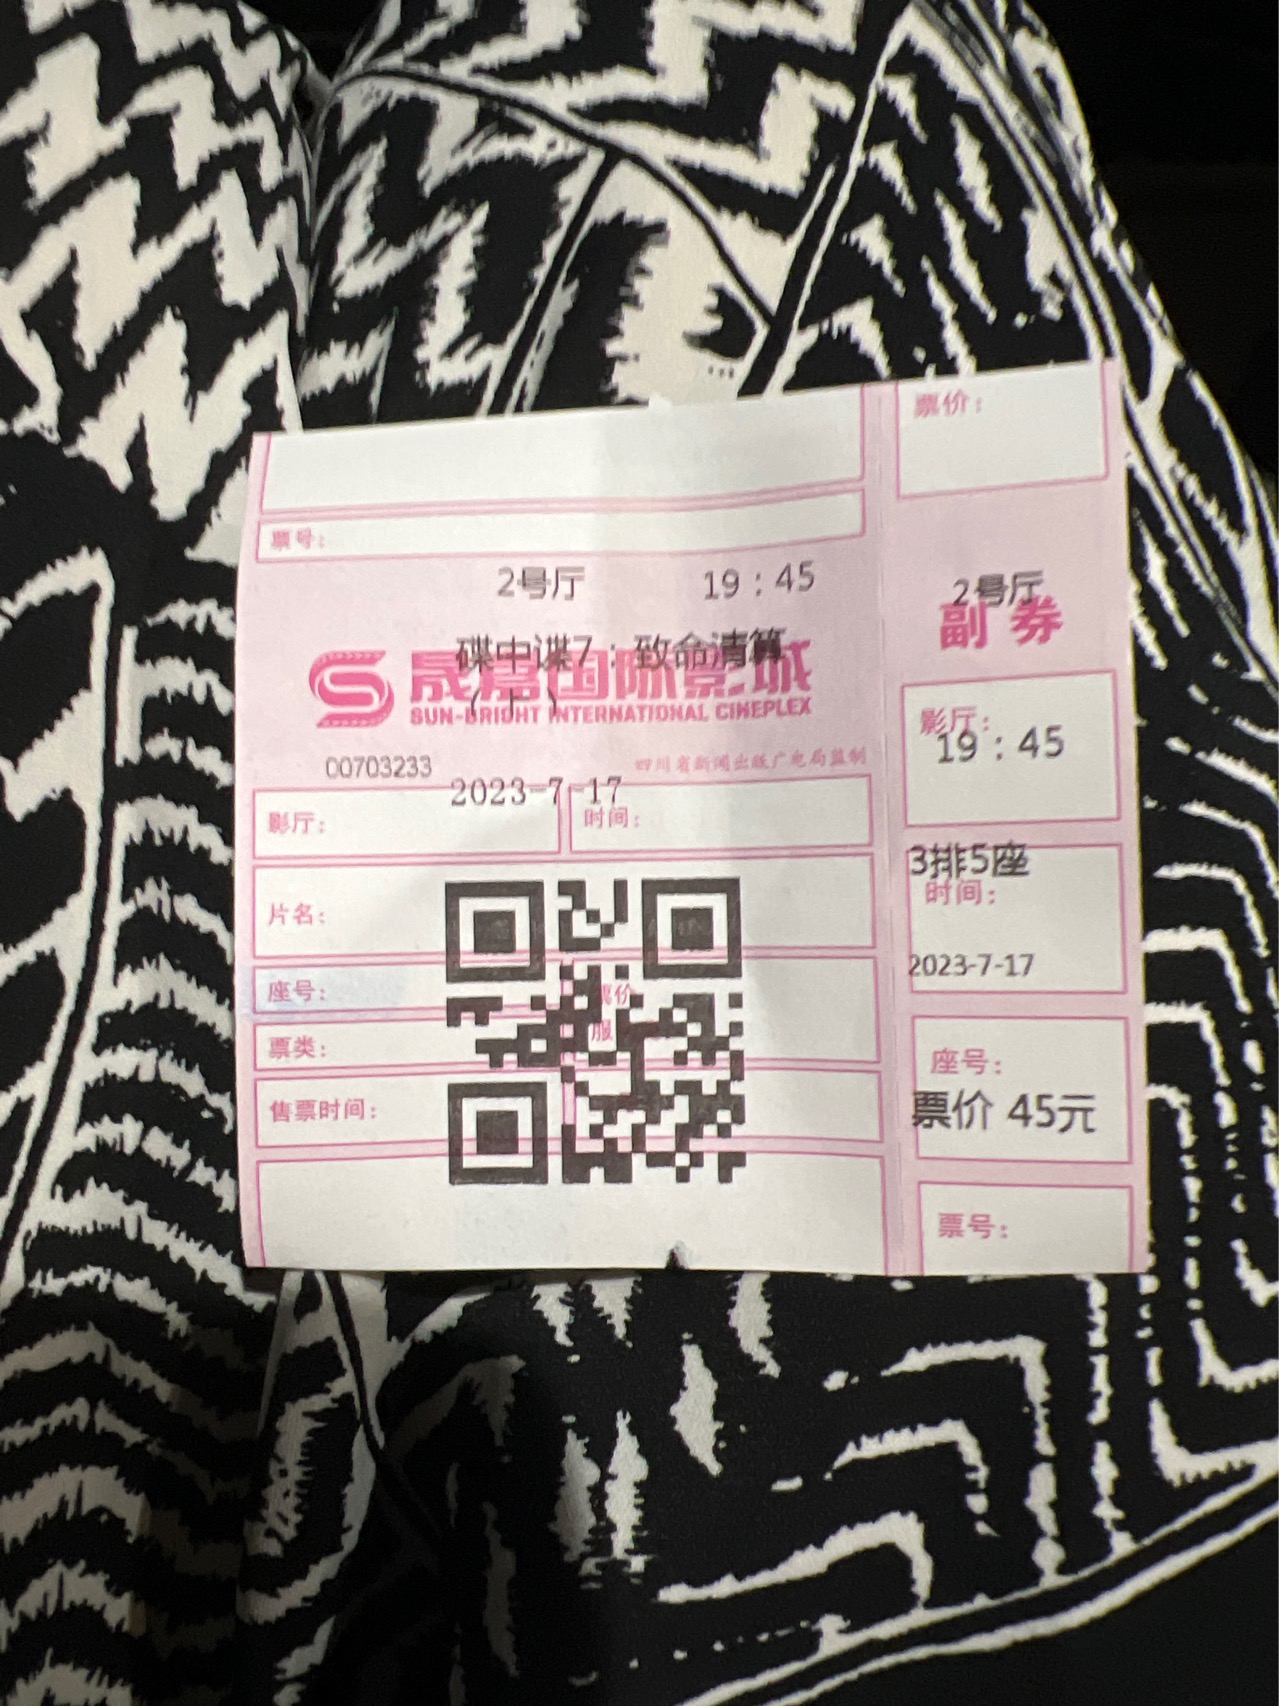 票价:
票号:
2号厅 19：45
2号厅
副 券
碟中谍7：致命清算
（上）
晟嘉国际影城
SUN-BRIGHT INTERNATIONAL CINEPLEX
影厅:
19：45
00703233
四川省新闻出版广电局监制
2023-7-17
影厅:
时间:
3排5座
时间:
片名:
2023-7-17
座号:
票价
服
票类:
座号:
售票时间:
票价 45元
票号: